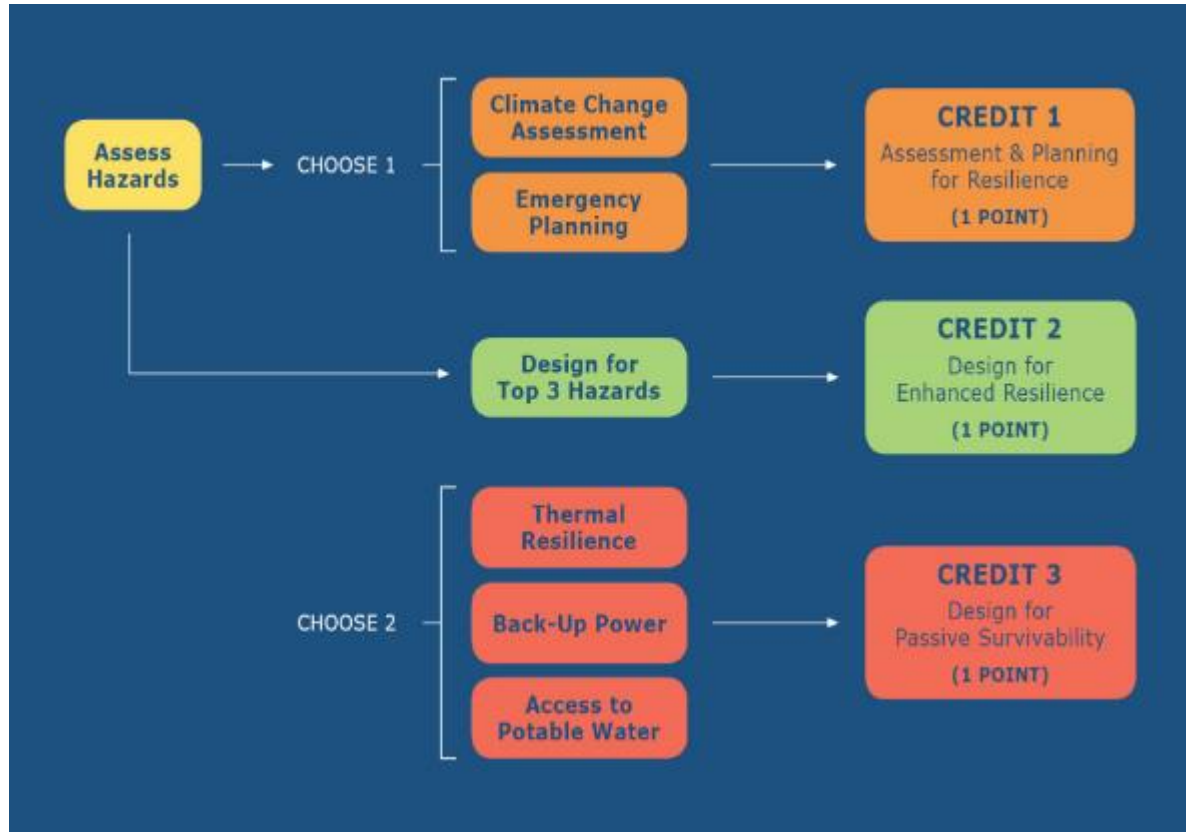 Assess
Hazards
CHOOSE 1
Climate Change
Assessment
Emergency
Planning
CREDIT 1
Assessment & Planning
for Resilience
(1 POINT)
Design for
Top 3 Hazards
CREDIT 2
Design for
Enhanced Resilience
(1 POINT)
CHOOSE 2
Thermal
Resilience
Back-Up Power
Access to
Potable Water
CREDIT 3
Design for
Passive Survivability
(1 POINT)